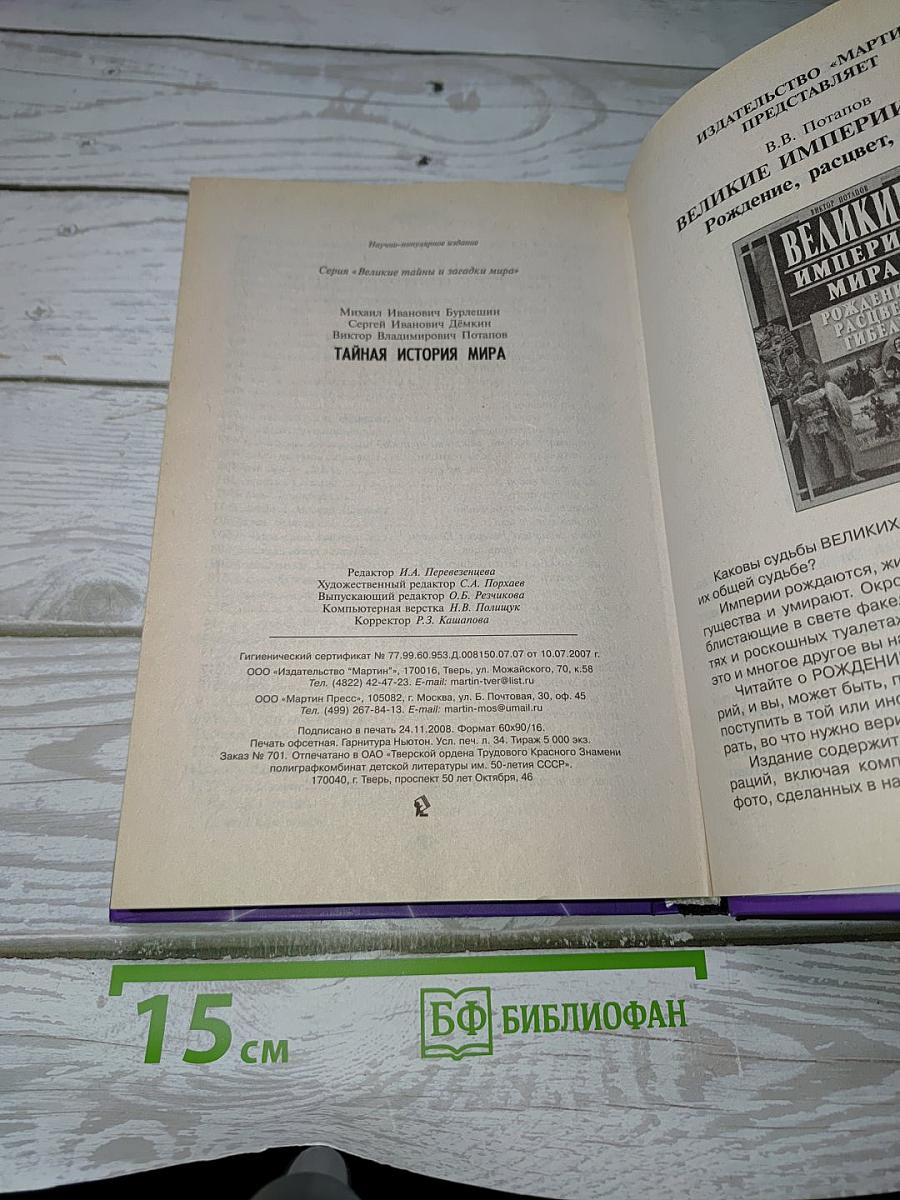 Научно-популярное издание
Серия «Великие тайны и загадки мира»
Михаил Иванович Бурлешин
Сергей Иванович Дёмкин
Виктор Владимирович Потапов
ТАЙНАЯ ИСТОРИЯ МИРА
Редактор И.А. Перевезенцева
Художественный редактор С.А. Порхаев
Выпускающий редактор О.Б. Резчикова
Компьютерная верстка Н.В. Полищук
Корректор Р.З. Кашапова
Гигиенический сертификат № 77.99.60.953.Д.008150.07.07 от 10.07.2007 г.
ООО «Издательство "Мартин"», 170016, Тверь, ул. Можайского, 70, к.58
Тел. (4822) 42-47-23. E-mail: martin-tver@list.ru
ООО «Мартин Пресс», 105082, г. Москва, ул. Б. Почтовая, 30, оф. 45
Тел. (499) 267-84-13. E-mail: martin-mos@umail.ru
Подписано в печать 24.11.2008. Формат 60х90/16.
Печать офсетная. Гарнитура Ньютон. Усл. печ. л. 34. Тираж 5 000 экз.
Заказ № 701. Отпечатано в ОАО «Тверской ордена Трудового Красного Знамени
полиграфкомбинат детской литературы им. 50-летия СССР».
170040, г. Тверь, проспект 50 лет Октября, 46
ИЗДАТЕЛЬСТВО «МАРТИ
ПРЕДСТАВЛЯЕТ
В.В. Потапов
ВЕЛИКИЕ ИМПЕРИИ
Рождение, расцвет,
ВИКТОР ПОТАПОВ
ВЕЛИКИЕ
ИМПЕРИ
МИРА
РОЖДЕНИ
РАСЦВЕ
ГИБЕЛ
Каковы судьбы ВЕЛИКИХ
их общей судьбе?
Империи рождаются, жи
гущества и умирают. Окро
блистающие в свете факел
тях и роскошных туалетах
это и многое другое вы на
Читайте о РОЖДЕНИ
рий, и вы, может быть, п
поступить в той или ино
рать, во что нужно вери
Издание содержит
раций, включая комп
фото, сделанных в на
15 см
БФ БИБЛИОФАН